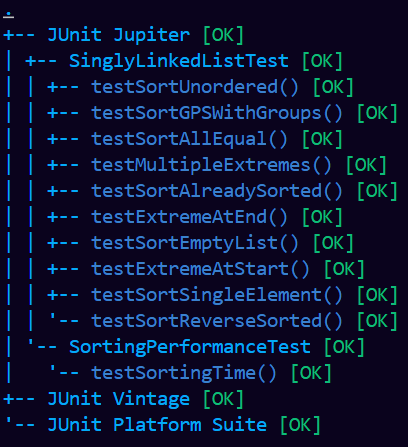 .
+-- JUnit Jupiter [OK]
| +-- SinglyLinkedListTest [OK]
| | +-- testSortUnordered() [OK]
| | +-- testSortGPSWithGroups() [OK]
| | +-- testSortAllEqual() [OK]
| | +-- testMultipleExtremes() [OK]
| | +-- testSortAlreadySorted() [OK]
| | +-- testExtremeAtEnd() [OK]
| | +-- testSortEmptyList() [OK]
| | +-- testExtremeAtStart() [OK]
| | +-- testSortSingleElement() [OK]
| | '-- testSortReverseSorted() [OK]
| '-- SortingPerformanceTest [OK]
|   '-- testSortingTime() [OK]
+-- JUnit Vintage [OK]
'-- JUnit Platform Suite [OK]